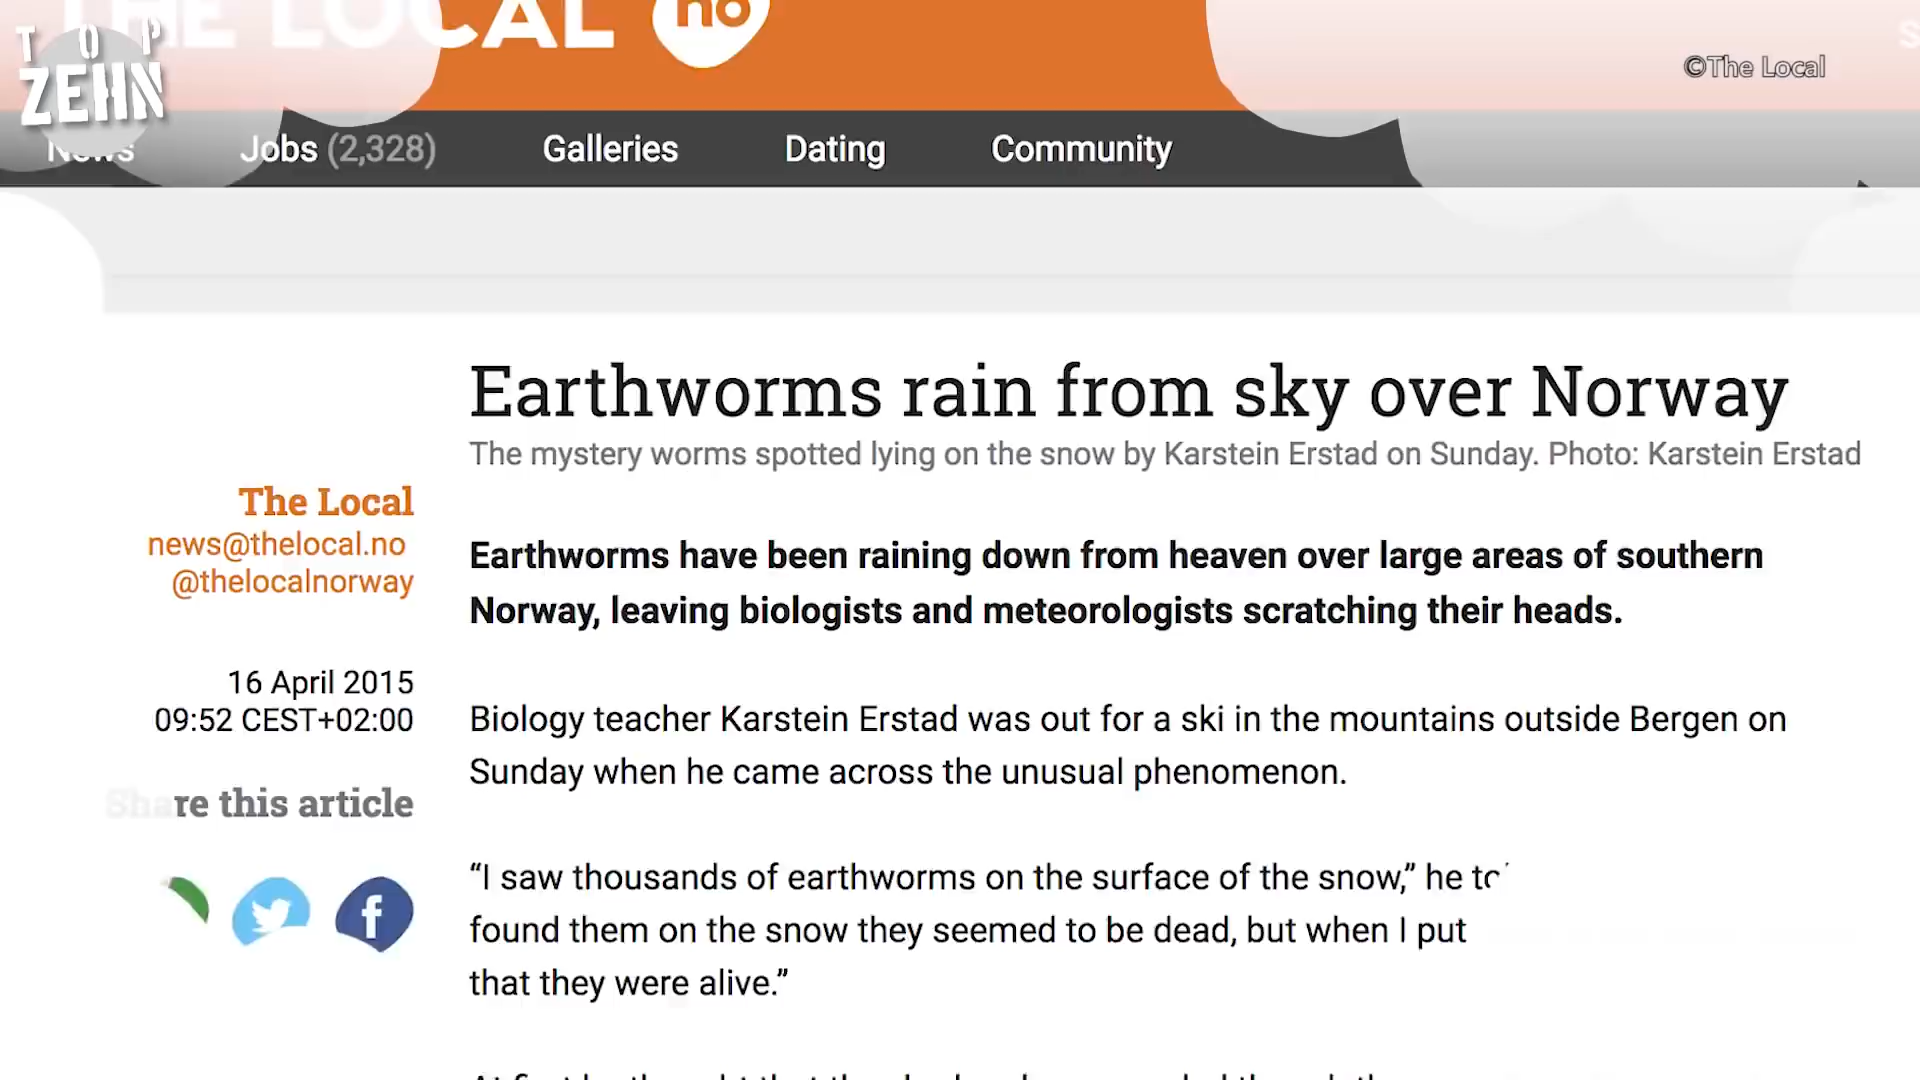 THE LOCAL no
TOP
ZEHN
©The Local
News
Jobs (2,328)
Galleries
Dating
Community
Earthworms rain from sky over Norway
The mystery worms spotted lying on the snow by Karstein Erstad on Sunday. Photo: Karstein Erstad
The Local
news@thelocal.no
@thelocalnorway
Earthworms have been raining down from heaven over large areas of southern
Norway, leaving biologists and meteorologists scratching their heads.
16 April 2015
09:52 CEST+02:00
Biology teacher Karstein Erstad was out for a ski in the mountains outside Bergen on
Sunday when he came across the unusual phenomenon.
Share this article
“I saw thousands of earthworms on the surface of the snow,” he
found them on the snow they seemed to be dead, but when I put
that they were alive.”